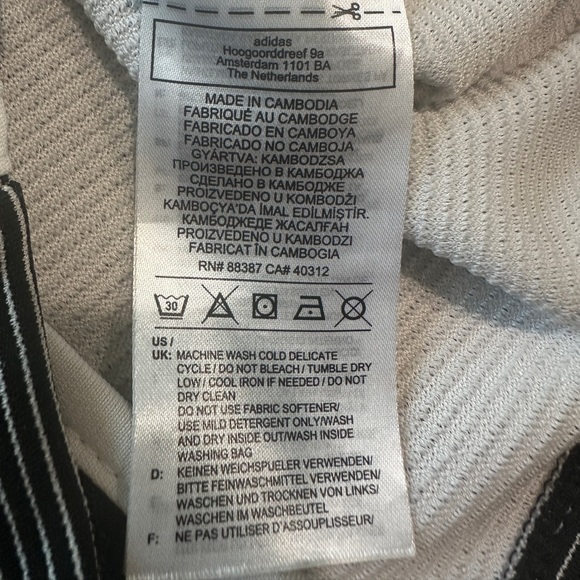 adidas
Hoogoorddreef 9a
Amsterdam 1101 BA
The Netherlands
MADE IN CAMBODIA
FABRIQUÉ AU CAMBODGE
FABRICADO EN CAMBOYA
FABRICADO NO CAMBOJA
GYÁRTVA: KAMBODZSA
ПРОИЗВЕДЕНО В КАМБОДЖА
СДЕЛАНО В КАМБОДЖЕ
PROIZVEDENO U KOMBODŽI
KAMBOÇYA'DA İMAL EDİLMİŞTİR.
КАМБОДЖЕДЕ ЖАСАЛҒАН
PROIZVEDENO U KAMBODZI
FABRICAT ÎN CAMBOGIA
RN# 88387 CA# 40312
30
US /
UK: MACHINE WASH COLD DELICATE
CYCLE / DO NOT BLEACH / TUMBLE DRY
LOW / COOL IRON IF NEEDED / DO NOT
DRY CLEAN
DO NOT USE FABRIC SOFTENER/
USE MILD DETERGENT ONLY/WASH
AND DRY INSIDE OUT/WASH INSIDE
WASHING BAG
D: KEINEN WEICHSPUELER VERWENDEN/
BITTE FEINWASCHMITTEL VERWENDEN/
WASCHEN UND TROCKNEN VON LINKS/
WASCHEN IM WASCHBEUTEL
F: NE PAS UTILISER D'ASSOUPLISEUR/